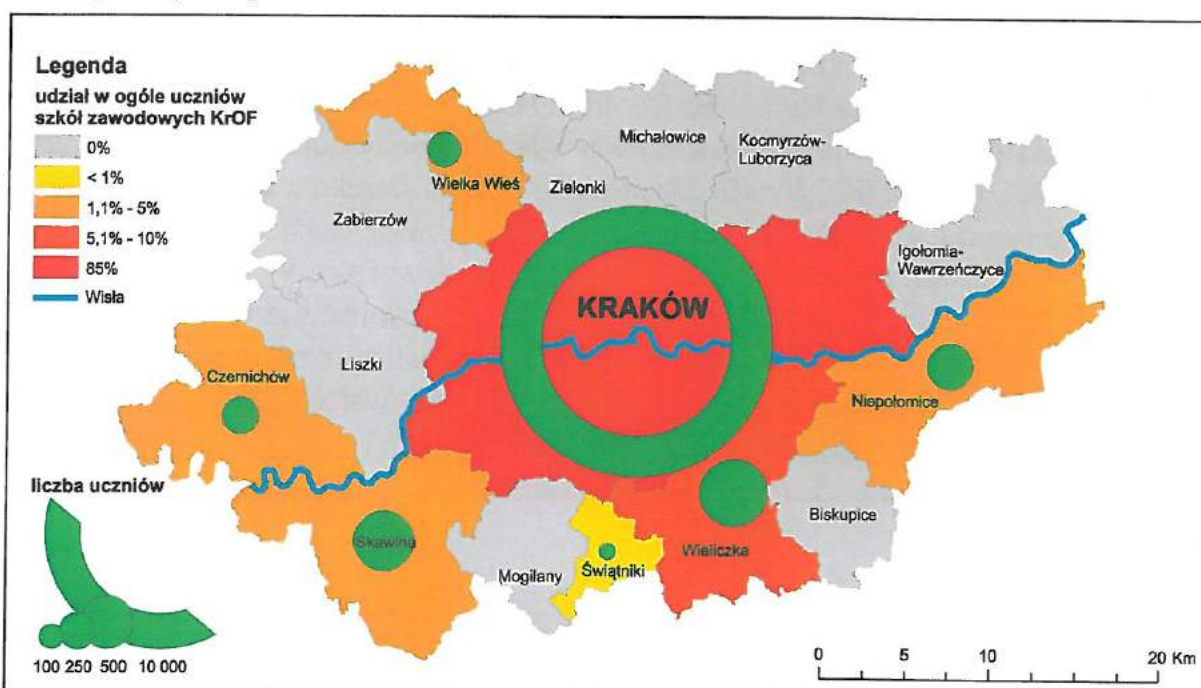 Legenda
udział w ogóle uczniów
szkół zawodowych KrOF
0%
< 1%
1,1% - 5%
5,1% - 10%
85%
Wisła
Michałowice
Kocmyrzów-
Luborzyca
Wielka Wieś
Zielonki
Zabierzów
Igołomia-
Wawrzeńczyce
KRAKÓW
Liszki
Czernichów
Niepołomice
Biskupice
Skawina
Wieliczka
Mogilany
Świątniki
liczba uczniów
100 250 500 10 000
0 5 10 20 Km